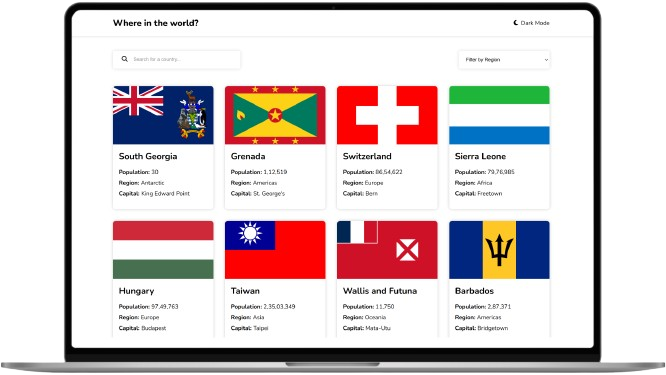 Where in the world?
Dark Mode
Search for a country...
Filter by Region
South Georgia
Population: 30
Region: Antarctic
Capital: King Edward Point
Grenada
Population: 1,12,519
Region: Americas
Capital: St. George's
Switzerland
Population: 86,54,622
Region: Europe
Capital: Bern
Sierra Leone
Population: 79,76,985
Region: Africa
Capital: Freetown
Hungary
Population: 97,49,763
Region: Europe
Capital: Budapest
Taiwan
Population: 2,35,03,349
Region: Asia
Capital: Taipei
Wallis and Futuna
Population: 11,750
Region: Oceania
Capital: Mata-Utu
Barbados
Population: 2,87,371
Region: Americas
Capital: Bridgetown